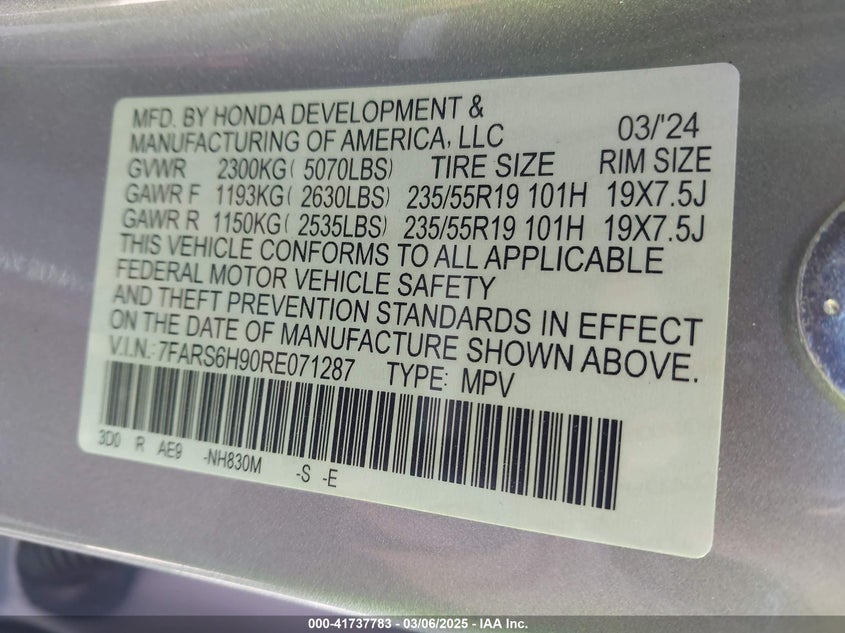 MFD. BY HONDA DEVELOPMENT &
MANUFACTURING OF AMERICA, LLC 03/'24
GVWR 2300KG( 5070LBS) TIRE SIZE RIM SIZE
GAWR F 1193KG( 2630LBS) 235/55R19 101H 19X7.5J
GAWR R 1150KG( 2535LBS) 235/55R19 101H 19X7.5J
THIS VEHICLE CONFORMS TO ALL APPLICABLE
FEDERAL MOTOR VEHICLE SAFETY
AND THEFT PREVENTION STANDARDS IN EFFECT
ON THE DATE OF MANUFACTURE SHOWN ABOVE.
V.I.N.:7FARS6H90RE071287 TYPE: MPV
3D0 R AE9 -NH830M -S -E
000-41737783 - 03/06/2025 - IAA Inc.